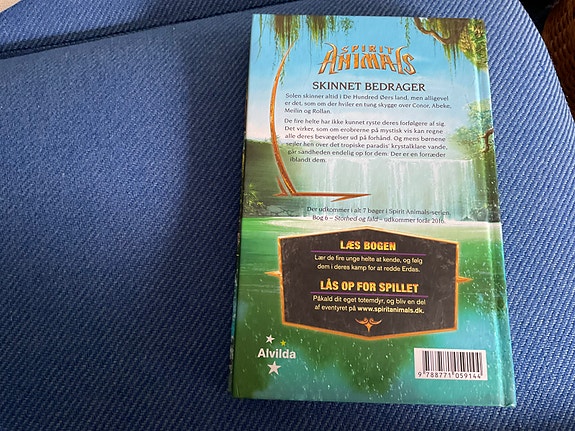 SPIRIT
ANIMALS
SKINNET BEDRAGER
Solen skinner altid i De Hundred Øers land, men alligevel
er det, som om der hviler en tung skygge over Conor, Abeke,
Meilin og Rollan.
De fire helte har ikke kunnet ryste deres forfølgere af sig.
Det virker, som om erobrerne på mystisk vis kan regne
alle deres bevægelser ud på forhånd. Og mens børnene
sejler hen over det tropiske paradis' krystalklare vande,
går sandheden endelig op for dem: Der er en forræder
iblandt dem.
Der udkommer i alt 7 bøger i Spirit Animals-serien.
Bog 6 – Storhed og fald – udkommer forår 2016.
LÆS BOGEN
Lær de fire unge helte at kende, og følg
dem i deres kamp for at redde Erdas.
LÅS OP FOR SPILLET
Påkald dit eget totemdyr, og bliv en del
af eventyret på www.spiritanimals.dk.
Alvilda
9 788771 059144